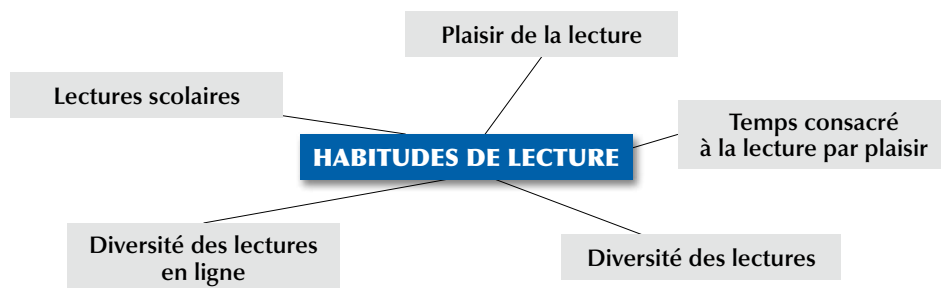 Plaisir de la lecture
Lectures scolaires
Temps consacré
à la lecture par plaisir
HABITUDES DE LECTURE
Diversité des lectures
en ligne
Diversité des lectures